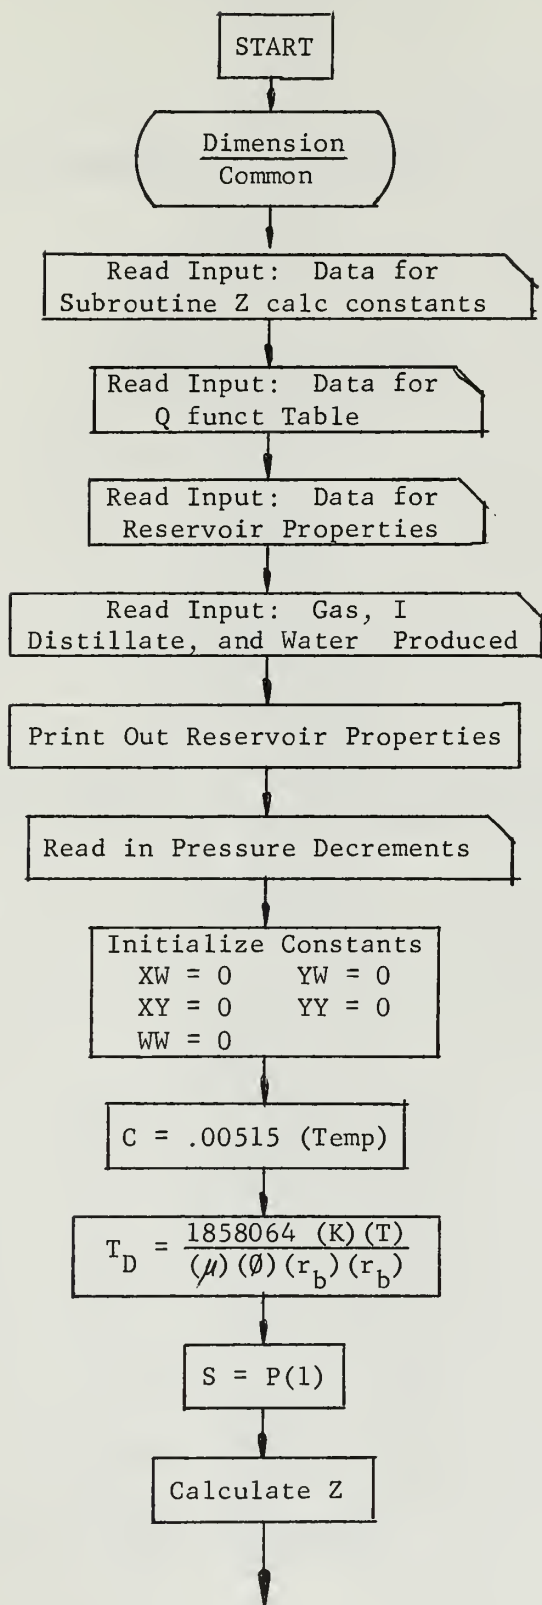 START
Dimension
Common
Read Input: Data for
Subroutine Z calc constants
Read Input: Data for
Q funct Table
Read Input: Data for
Reservoir Properties
Read Input: Gas, I
Distillate, and Water Produced
Print Out Reservoir Properties
Read in Pressure Decrements
Initialize Constants
XW = 0 YW = 0
XY = 0 YY = 0
WW = 0
C = .00515 (Temp)
T_D = 1858064 (K)(T)
(μ)(Ø)(r_b)(r_b)
S = P(1)
Calculate Z